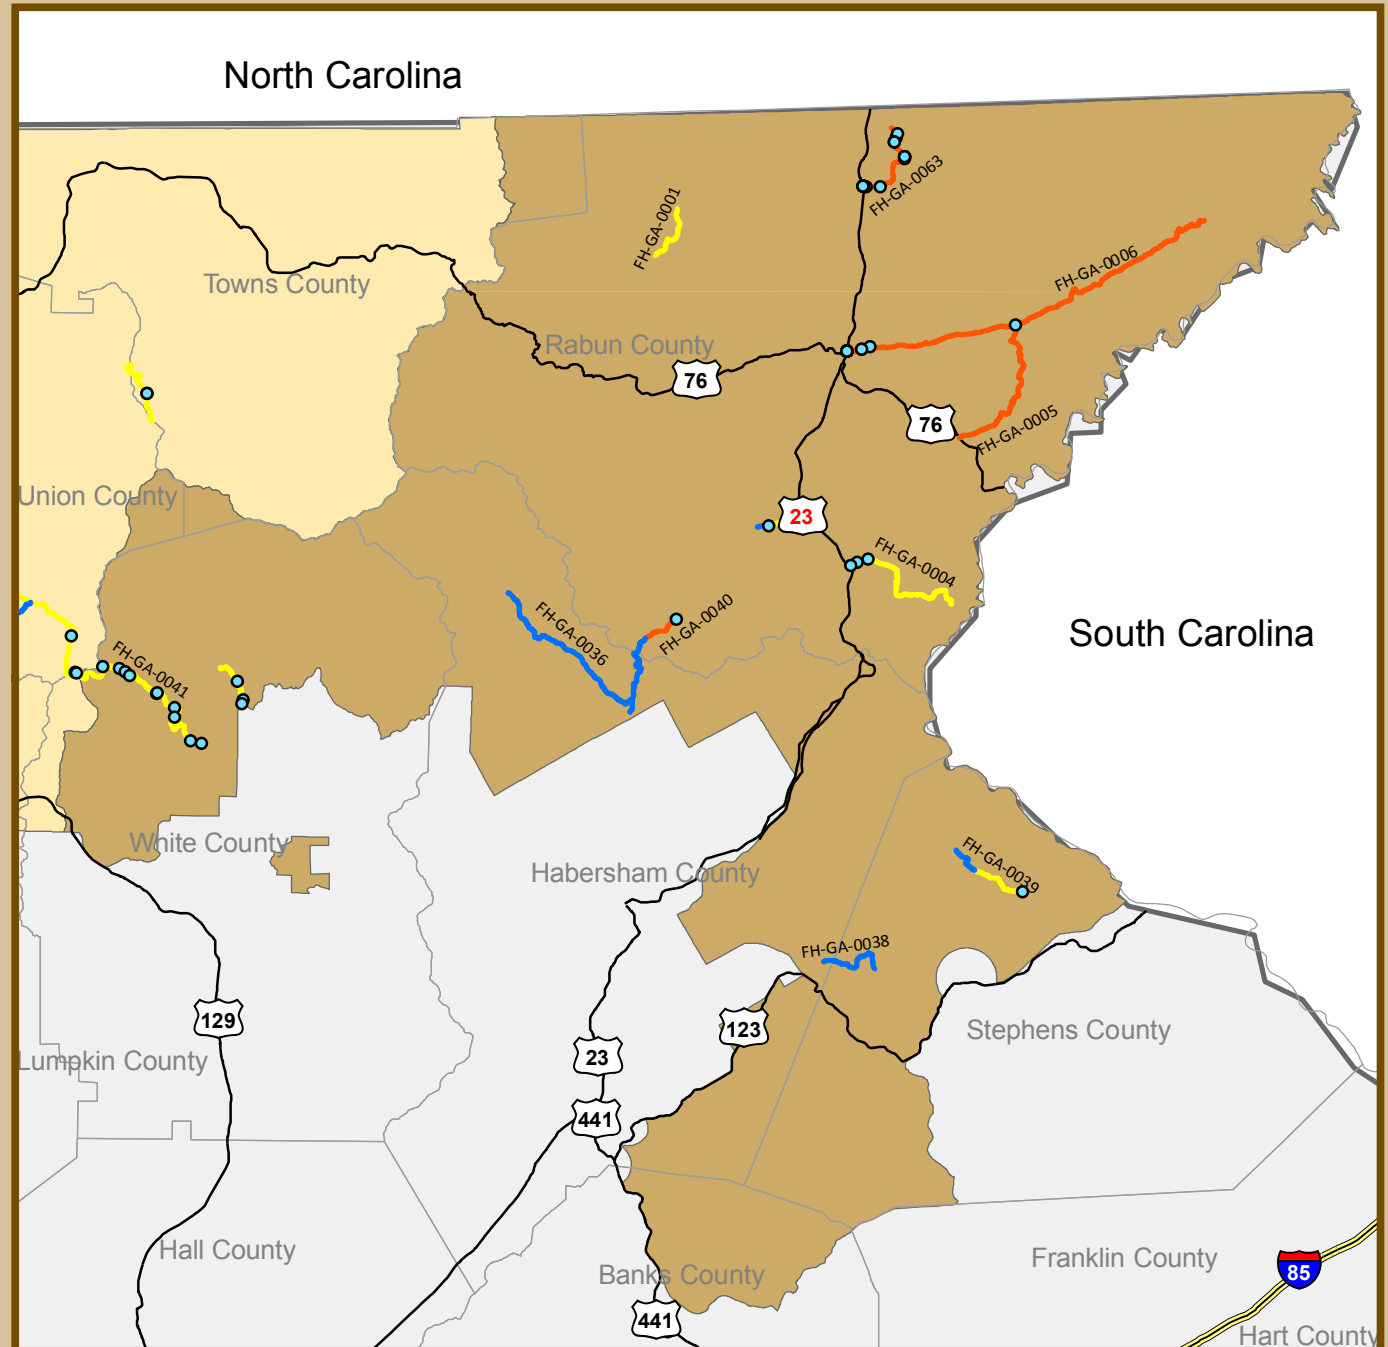 North Carolina
FH-GA-0063
FH-GA-0001
FH-GA-0006
Towns County
Rabun County
76
76
FH-GA-0005
Union County
23
FH-GA-0004
FH-GA-0036
FH-GA-0040
South Carolina
FH-GA-0041
White County
Habersham County
FH-GA-0039
FH-GA-0038
129
123
Stephens County
23
Lumpkin County
441
Hall County
Franklin County
Banks County
85
441
Hart County